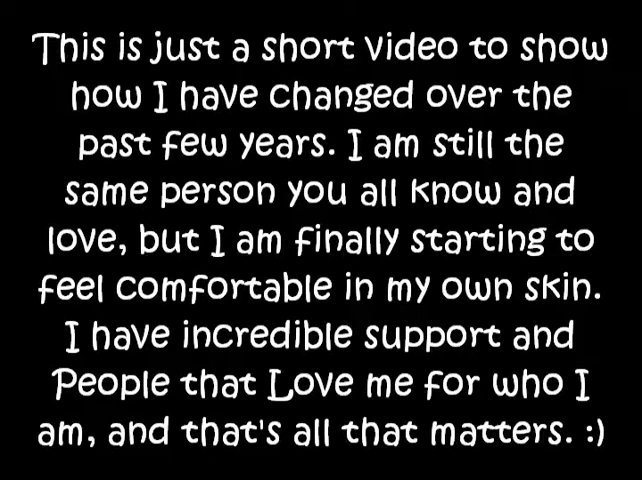 This is just a short video to show
how I have changed over the
past few years. I am still the
same person you all know and
love, but I am finally starting to
feel comfortable in my own skin.
I have incredible support and
People that Love me for who I
am, and that's all that matters. :)